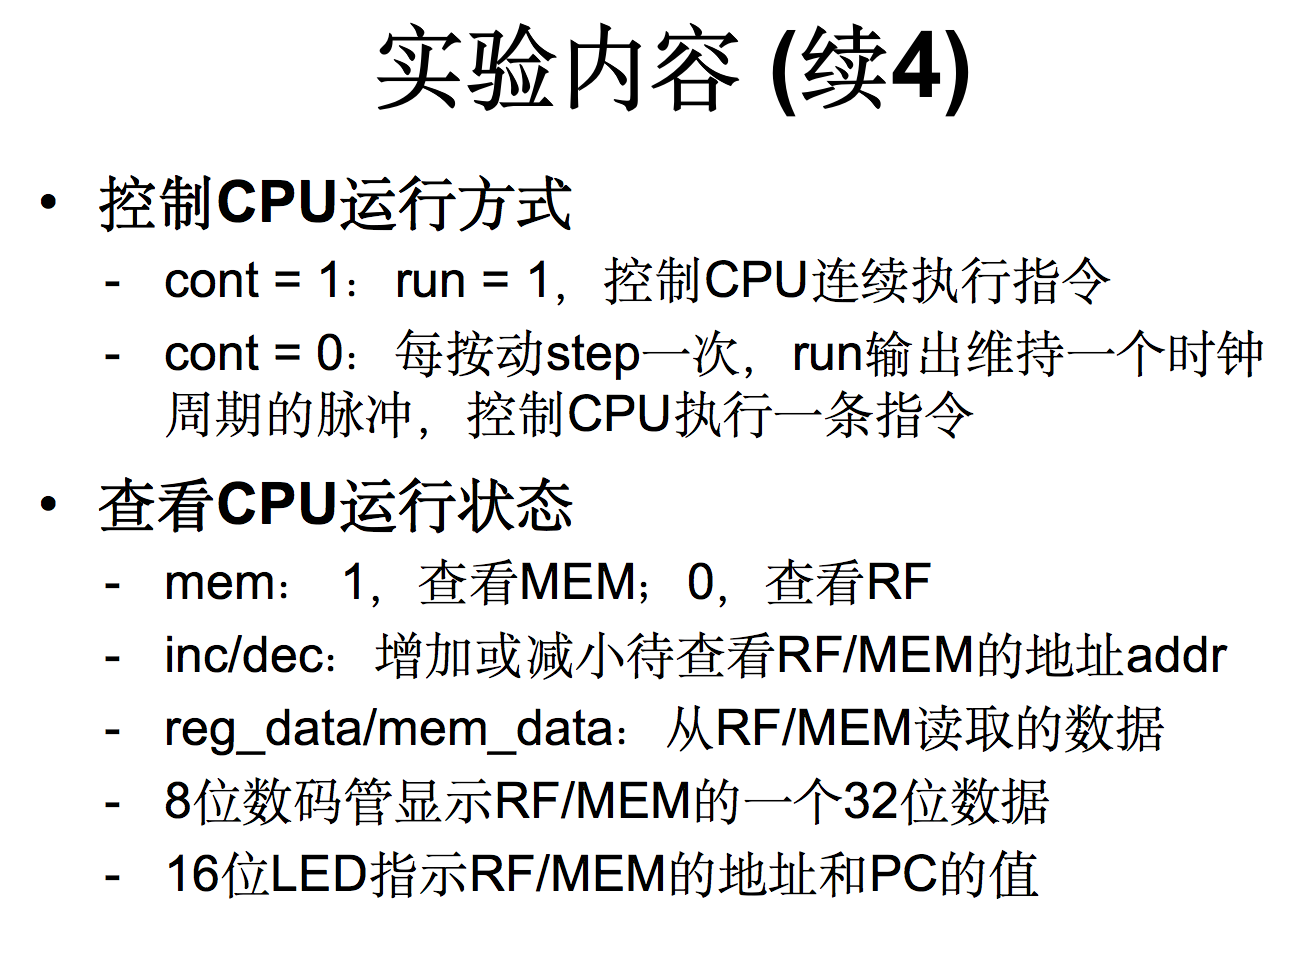 实验内容 (续4)
• 控制CPU运行方式
- cont = 1：run = 1，控制CPU连续执行指令
- cont = 0：每按动step一次，run输出维持一个时钟
周期的脉冲，控制CPU执行一条指令
• 查看CPU运行状态
- mem： 1，查看MEM；0，查看RF
- inc/dec：增加或减小待查看RF/MEM的地址addr
- reg_data/mem_data：从RF/MEM读取的数据
- 8位数码管显示RF/MEM的一个32位数据
- 16位LED指示RF/MEM的地址和PC的值